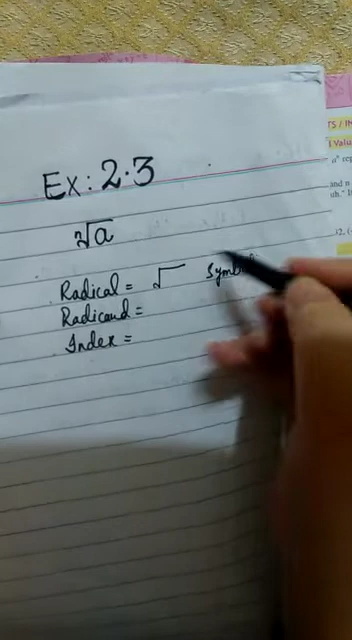 Ex: 2.3
ⁿ√a
Radical = √ Symbol
Radicand =
Index =